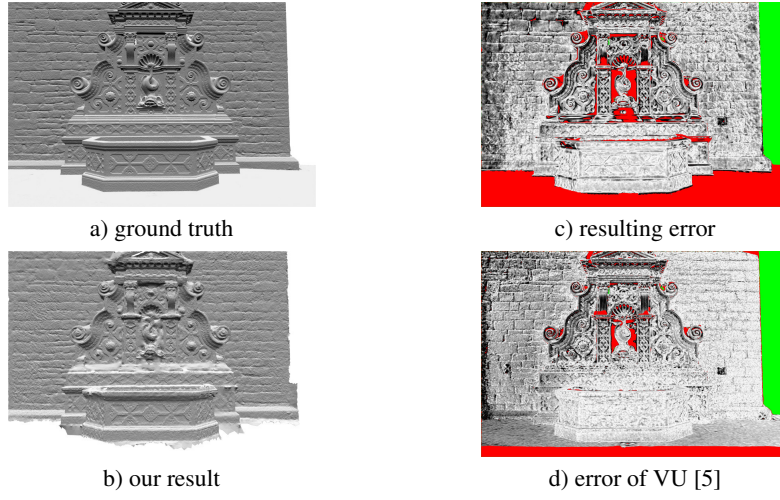 a) ground truth
c) resulting error
b) our result
d) error of VU [5]